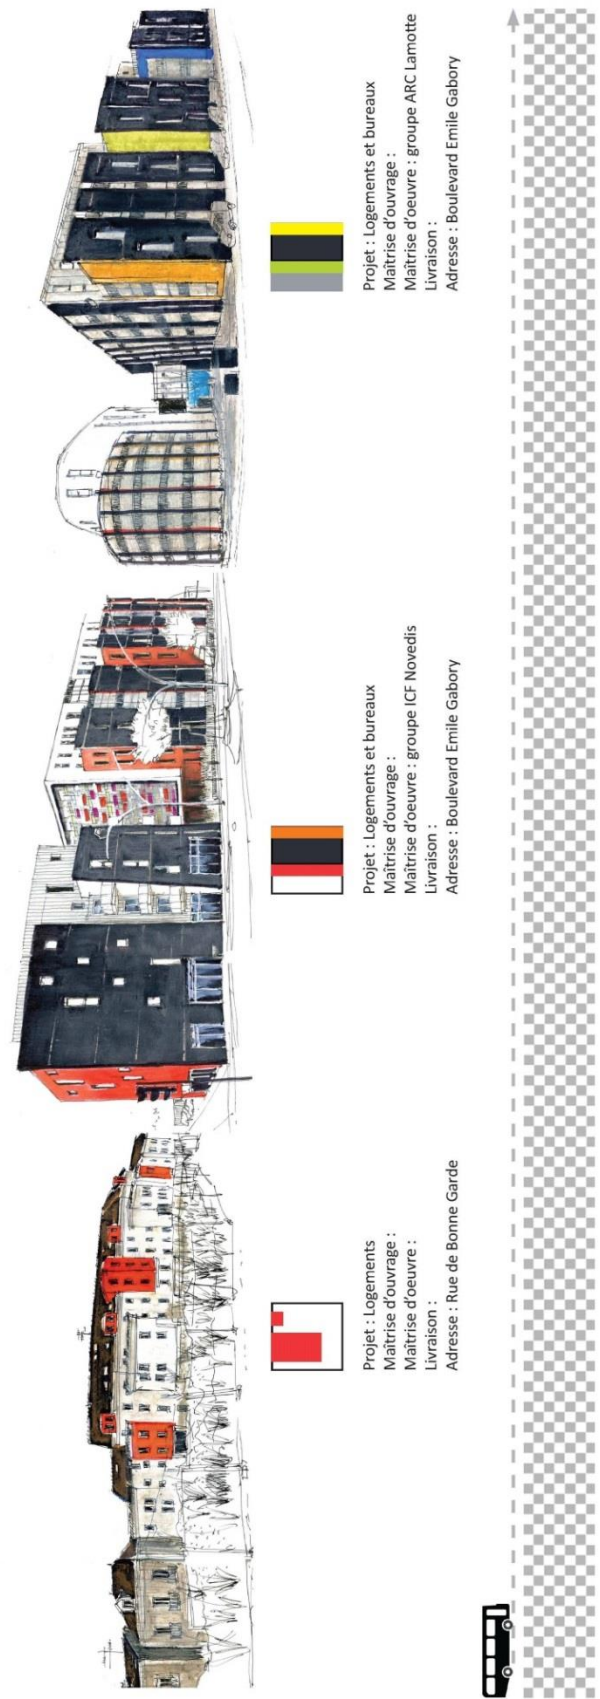 Projet : Logements
Maîtrise d'ouvrage :
Maîtrise d'oeuvre :
Livraison :
Adresse : Rue de Bonne Garde
Projet : Logements et bureaux
Maîtrise d'ouvrage :
Maîtrise d'oeuvre : groupe ICF Novedis
Livraison :
Adresse : Boulevard Emile Gabory
Projet : Logements et bureaux
Maîtrise d'ouvrage :
Maîtrise d'oeuvre : groupe ARC Lamotte
Livraison :
Adresse : Boulevard Emile Gabory